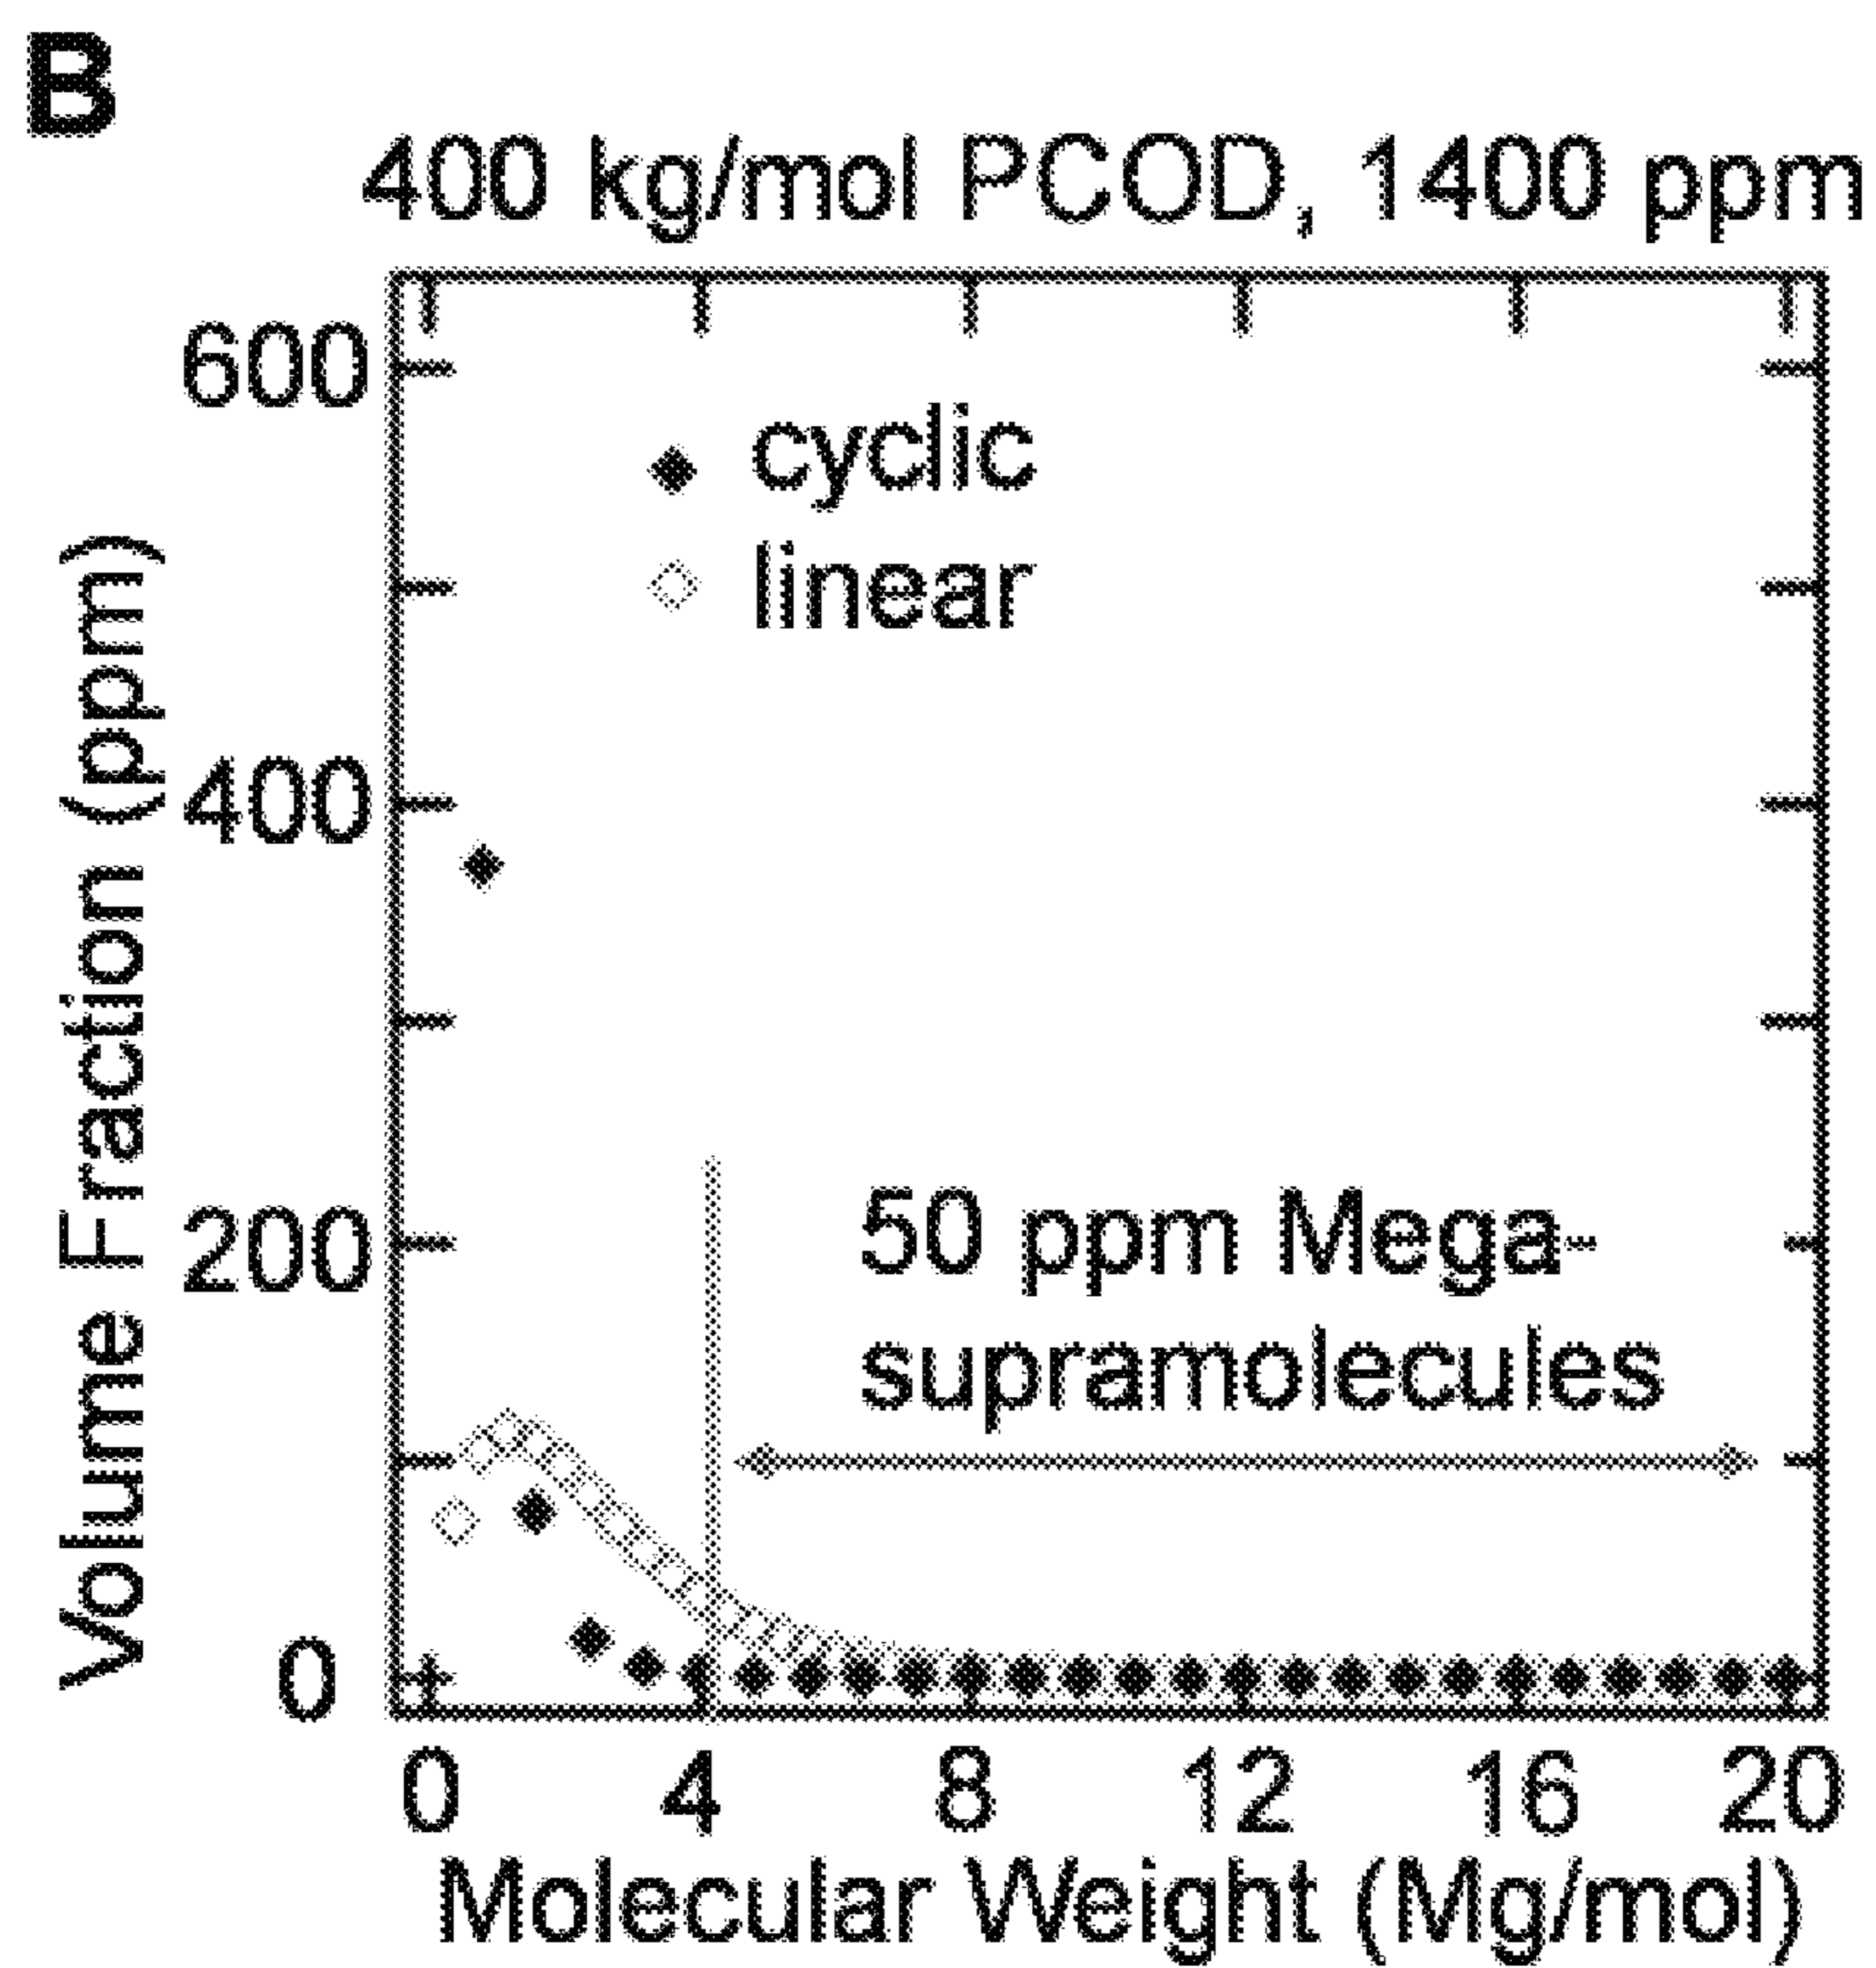 B
400 kg/mol PCOD, 1400 ppm
600
cyclic
linear
400
200
50 ppm Mega-
supramolecules
0
Volume Fraction (ppm)
0 4 8 12 16 20
Molecular Weight (Mg/mol)